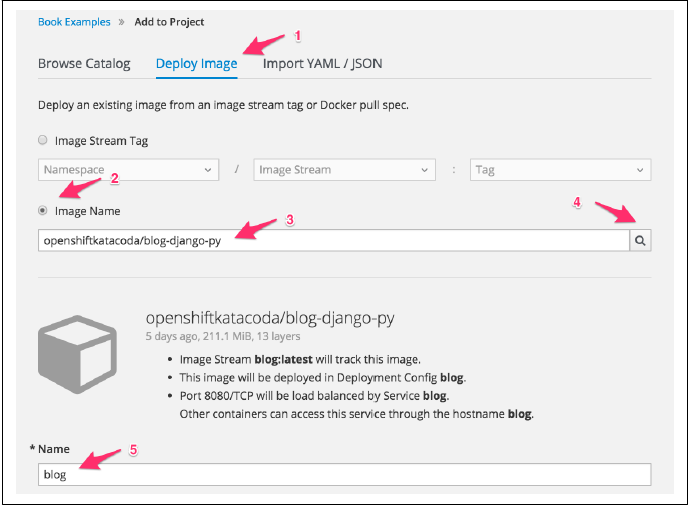 Book Examples » Add to Project
1
Browse Catalog Deploy Image Import YAML / JSON
Deploy an existing image from an image stream tag or Docker pull spec.
Image Stream Tag
Namespace / Image Stream : Tag
2
Image Name
3
4
openshiftkatacoda/blog-django-py
openshiftkatacoda/blog-django-py
5 days ago, 211.1 MiB, 13 layers
• Image Stream blog:latest will track this image.
• This image will be deployed in Deployment Config blog.
• Port 8080/TCP will be load balanced by Service blog.
Other containers can access this service through the hostname blog.
* Name
5
blog